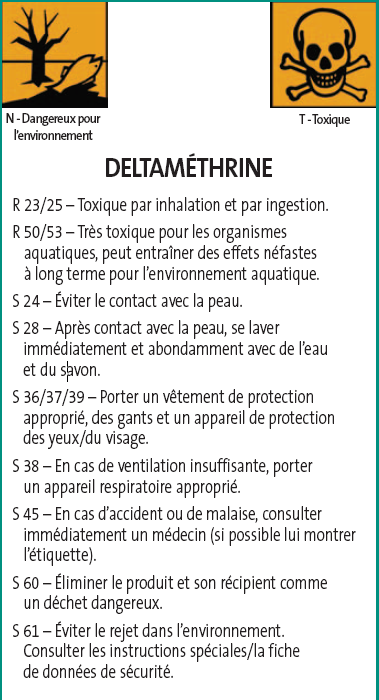 N - Dangereux pour
l'environnement
T - Toxique
DELTAMÉTHRINE
R 23/25 – Toxique par inhalation et par ingestion.
R 50/53 – Très toxique pour les organismes
aquatiques, peut entraîner des effets néfastes
à long terme pour l'environnement aquatique.
S 24 – Éviter le contact avec la peau.
S 28 – Après contact avec la peau, se laver
immédiatement et abondamment avec de l'eau
et du savon.
S 36/37/39 – Porter un vêtement de protection
approprié, des gants et un appareil de protection
des yeux/du visage.
S 38 – En cas de ventilation insuffisante, porter
un appareil respiratoire approprié.
S 45 – En cas d'accident ou de malaise, consulter
immédiatement un médecin (si possible lui montrer
l'étiquette).
S 60 – Éliminer le produit et son récipient comme
un déchet dangereux.
S 61 – Éviter le rejet dans l'environnement.
Consulter les instructions spéciales/la fiche
de données de sécurité.